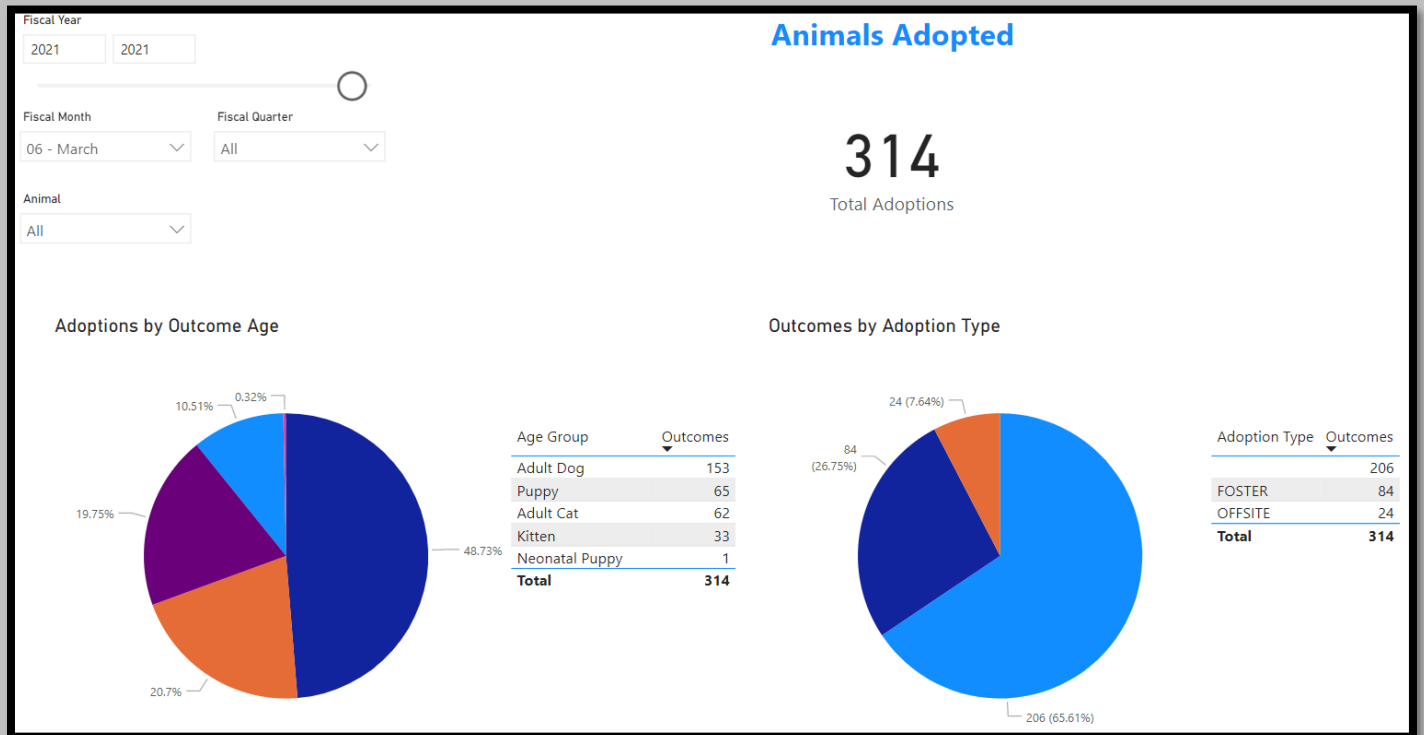 Fiscal Year
2021 2021
Animals Adopted
Fiscal Month Fiscal Quarter
06 - March All
314
Total Adoptions
Animal
All
Adoptions by Outcome Age
0.32%
10.51%
19.75%
48.73%
20.7%
Age Group Outcomes
Adult Dog 153
Puppy 65
Adult Cat 62
Kitten 33
Neonatal Puppy 1
Total 314
Outcomes by Adoption Type
24 (7.64%)
84
(26.75%)
206 (65.61%)
Adoption Type Outcomes
206
FOSTER 84
OFFSITE 24
Total 314